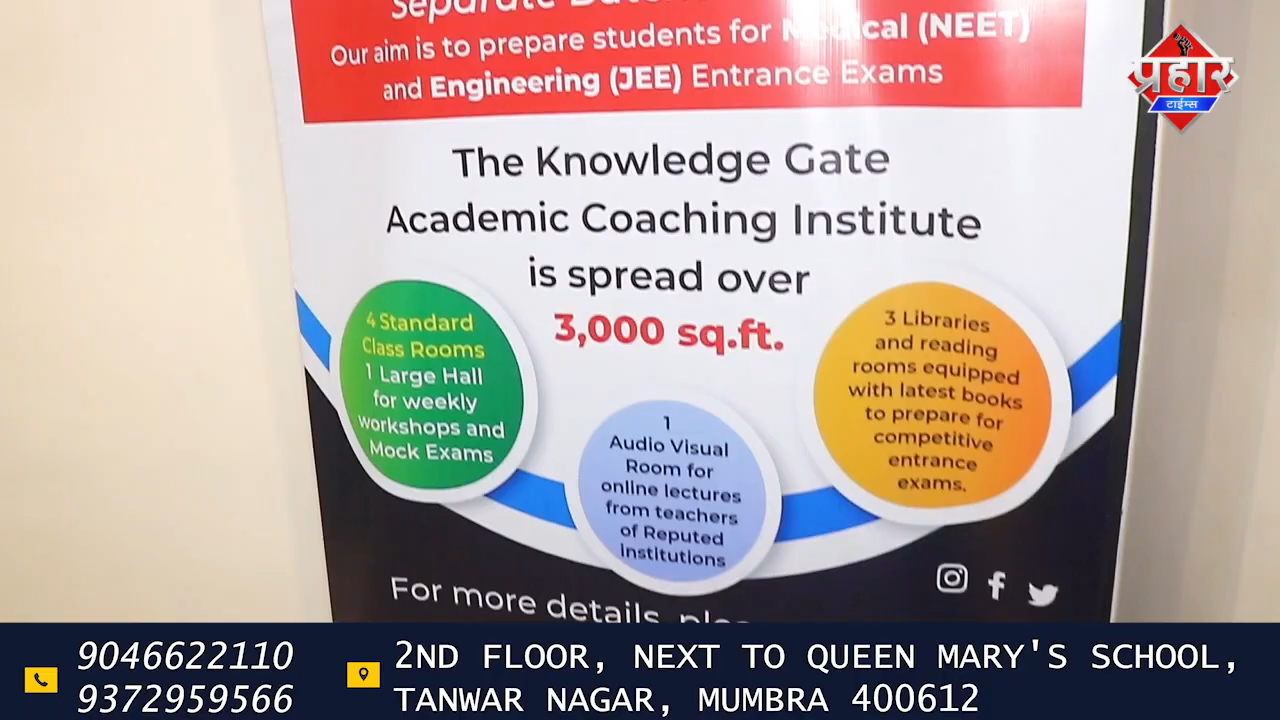 Separate
Our aim is to prepare students for Medical (NEET)
and Engineering (JEE) Entrance Exams
प्रहार
टाईम्स
The Knowledge Gate
Academic Coaching Institute
is spread over
3,000 sq.ft.
4 Standard
Class Rooms
1 Large Hall
for weekly
workshops and
Mock Exams
1
Audio Visual
Room for
online lectures
from teachers
of Reputed
institutions
3 Libraries
and reading
rooms equipped
with latest books
to prepare for
competitive
entrance
exams.
For more details,
9046622110
9372959566
2ND FLOOR, NEXT TO QUEEN MARY'S SCHOOL,
TANWAR NAGAR, MUMBRA 400612